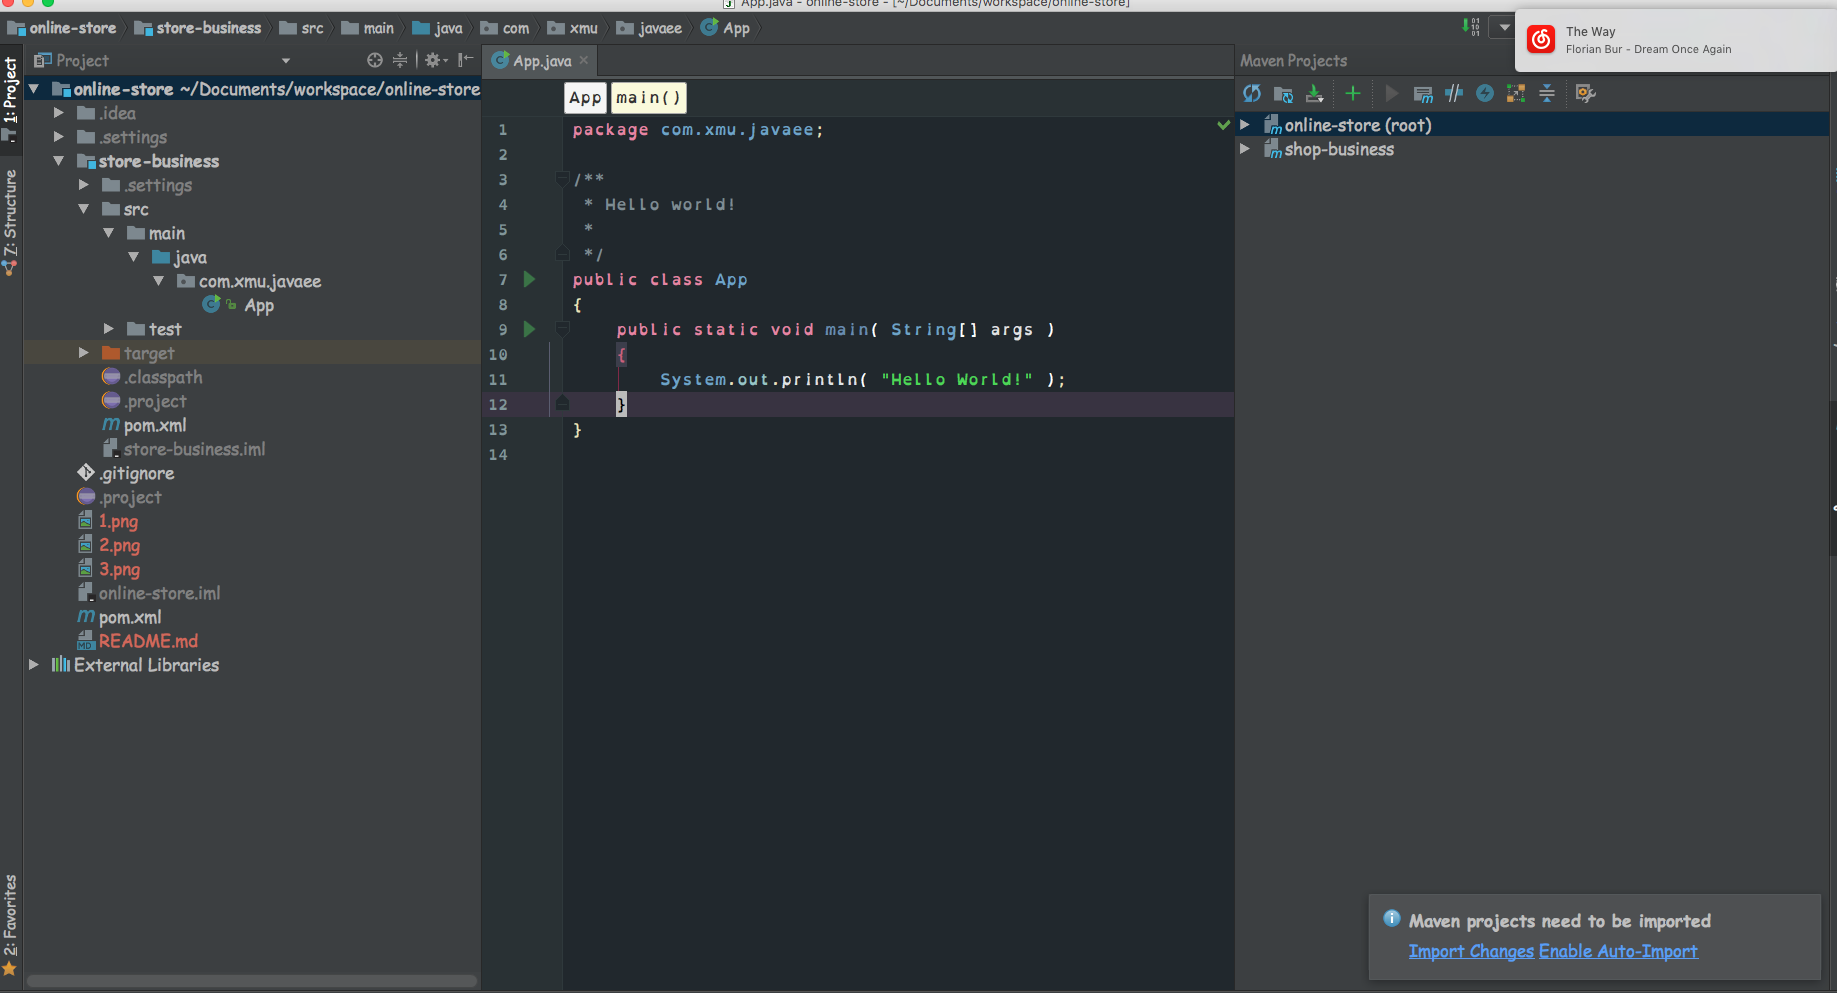 App.java - online-store - [~/Documents/workspace/online-store]
online-store store-business src main java com xmu javaee App
The Way
Florian Bur - Dream Once Again
1: Project
7: Structure
2: Favorites
Project
online-store ~/Documents/workspace/online-store
.idea
.settings
store-business
.settings
src
main
java
com.xmu.javaee
App
test
target
.classpath
.project
pom.xml
store-business.iml
.gitignore
.project
1.png
2.png
3.png
online-store.iml
pom.xml
README.md
External Libraries
App.java
App main()
1 package com.xmu.javaee;
2
3 /**
4 * Hello world!
5 *
6 */
7 public class App
8 {
9 public static void main( String[] args )
10 {
11 System.out.println( "Hello World!" );
12 }
13 }
14
Maven Projects
online-store (root)
shop-business
Maven projects need to be imported
Import Changes Enable Auto-Import